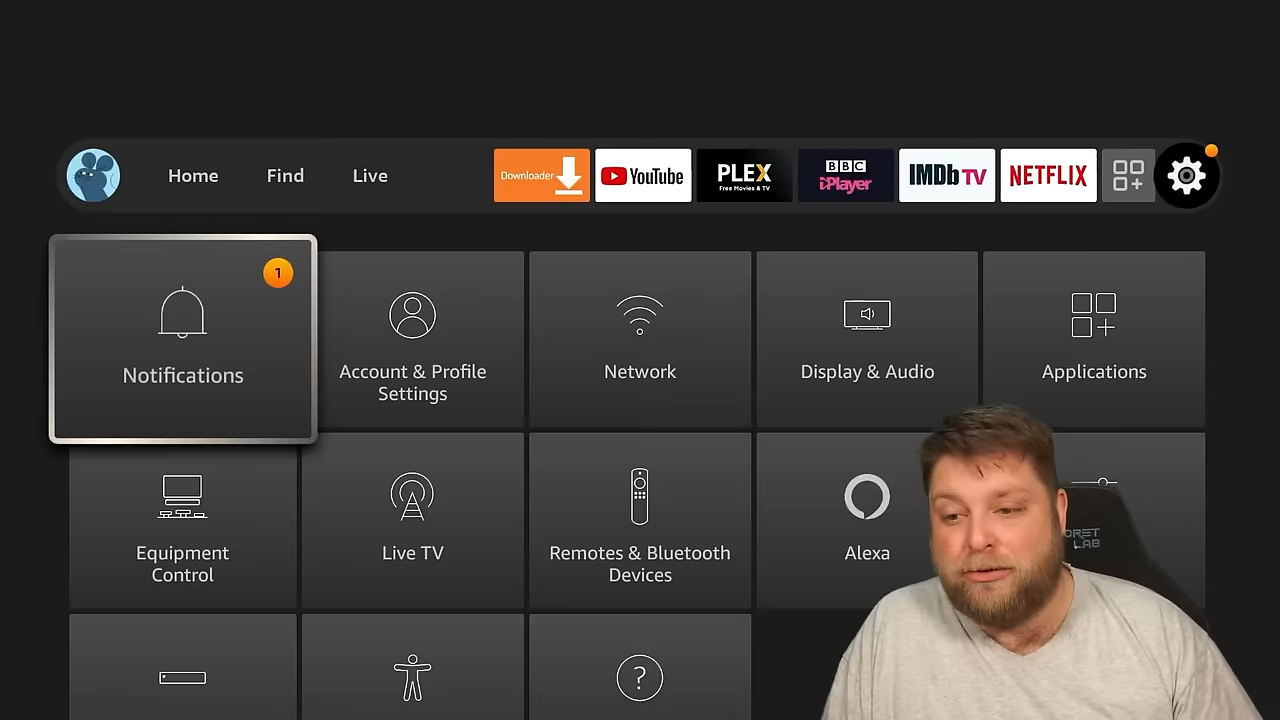 Home
Find
Live
Downloader
YouTube
PLEX
Free Movies & TV
BBC
iPlayer
IMDb TV
NETFLIX
1
Notifications
Account & Profile
Settings
Network
Display & Audio
Applications
Equipment
Control
Live TV
Remotes & Bluetooth
Devices
Alexa
LAB